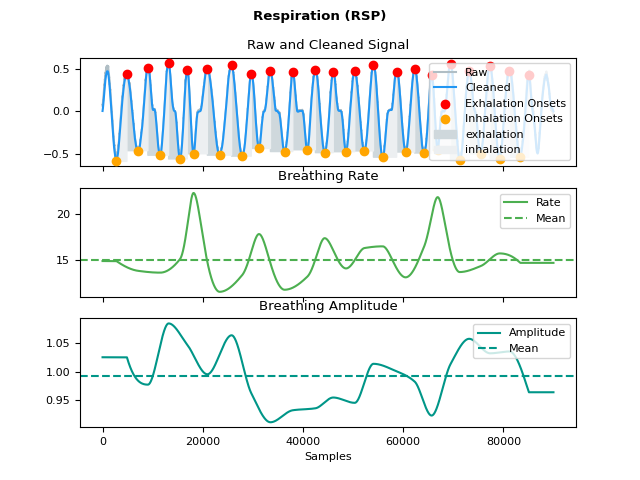 Respiration (RSP)
Raw and Cleaned Signal
0.5
0.0
−0.5
Raw
Cleaned
Exhalation Onsets
Inhalation Onsets
exhalation
inhalation
Breathing Rate
20
15
Rate
Mean
Breathing Amplitude
1.05
1.00
0.95
Amplitude
Mean
0 20000 40000 60000 80000
Samples